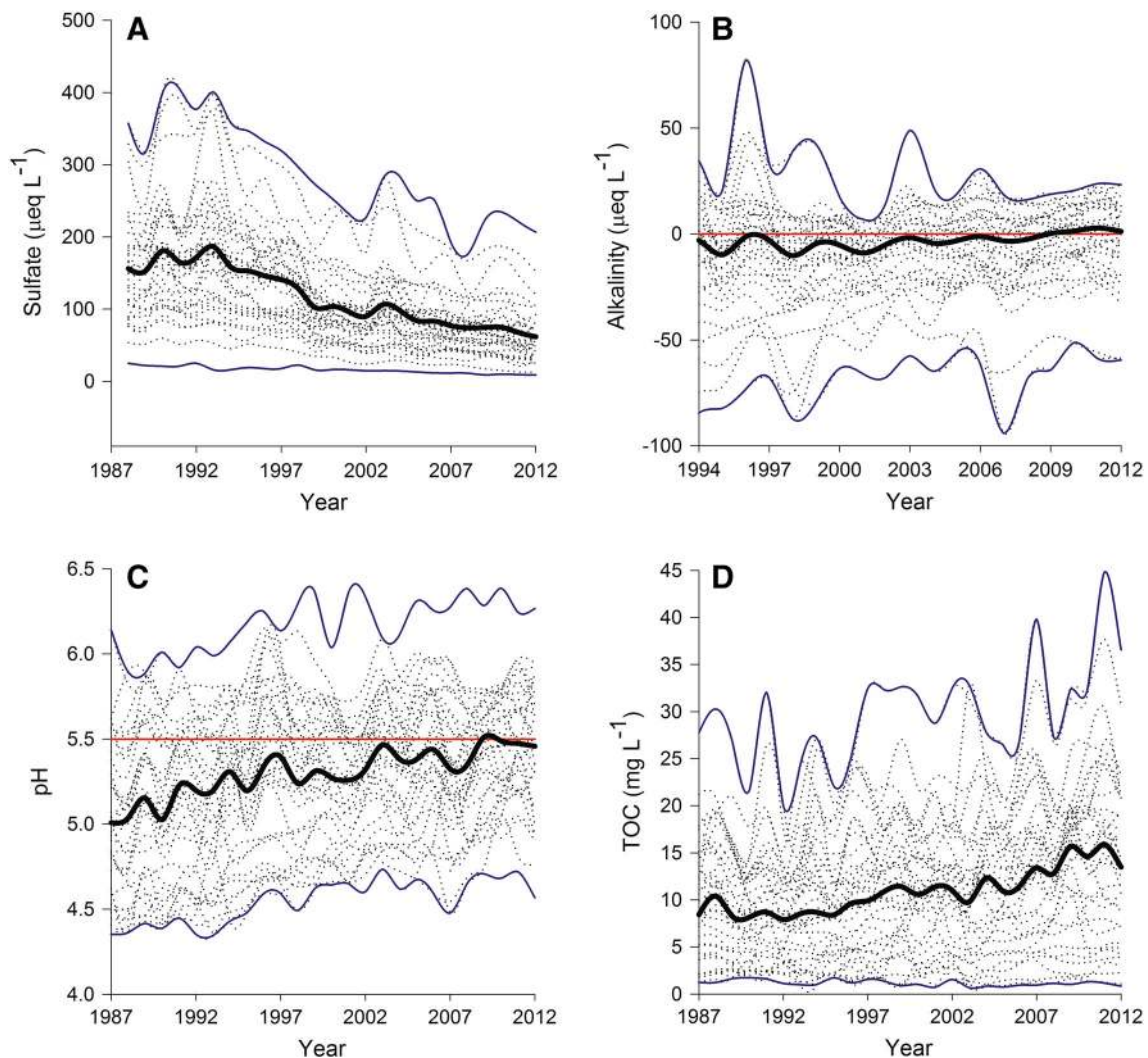 A
Sulfate (µeq L⁻¹)
500
400
300
200
100
0
1987 1992 1997 2002 2007 2012
Year
B
Alkalinity (µeq L⁻¹)
100
50
0
-50
-100
1994 1997 2000 2003 2006 2009 2012
Year
C
pH
6.5
6.0
5.5
5.0
4.5
4.0
1987 1992 1997 2002 2007 2012
Year
D
TOC (mg L⁻¹)
45
40
35
30
25
20
15
10
5
0
1987 1992 1997 2002 2007 2012
Year